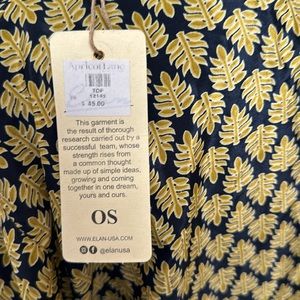 Apricot Lane
TOP
12149
$ 45.00
This garment is
the result of thorough
research carried out by a
successful team, whose
strength rises from
a common thought
made up of simple ideas,
growing and coming
together in one dream,
yours and ours.
OS
WWW.ELAN-USA.COM
@elanusa